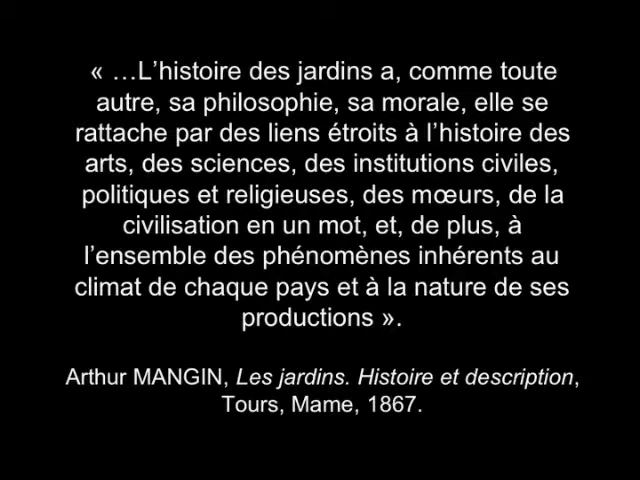 « …L’histoire des jardins a, comme toute
autre, sa philosophie, sa morale, elle se
rattache par des liens étroits à l’histoire des
arts, des sciences, des institutions civiles,
politiques et religieuses, des mœurs, de la
civilisation en un mot, et, de plus, à
l’ensemble des phénomènes inhérents au
climat de chaque pays et à la nature de ses
productions ».
Arthur MANGIN, Les jardins. Histoire et description,
Tours, Mame, 1867.